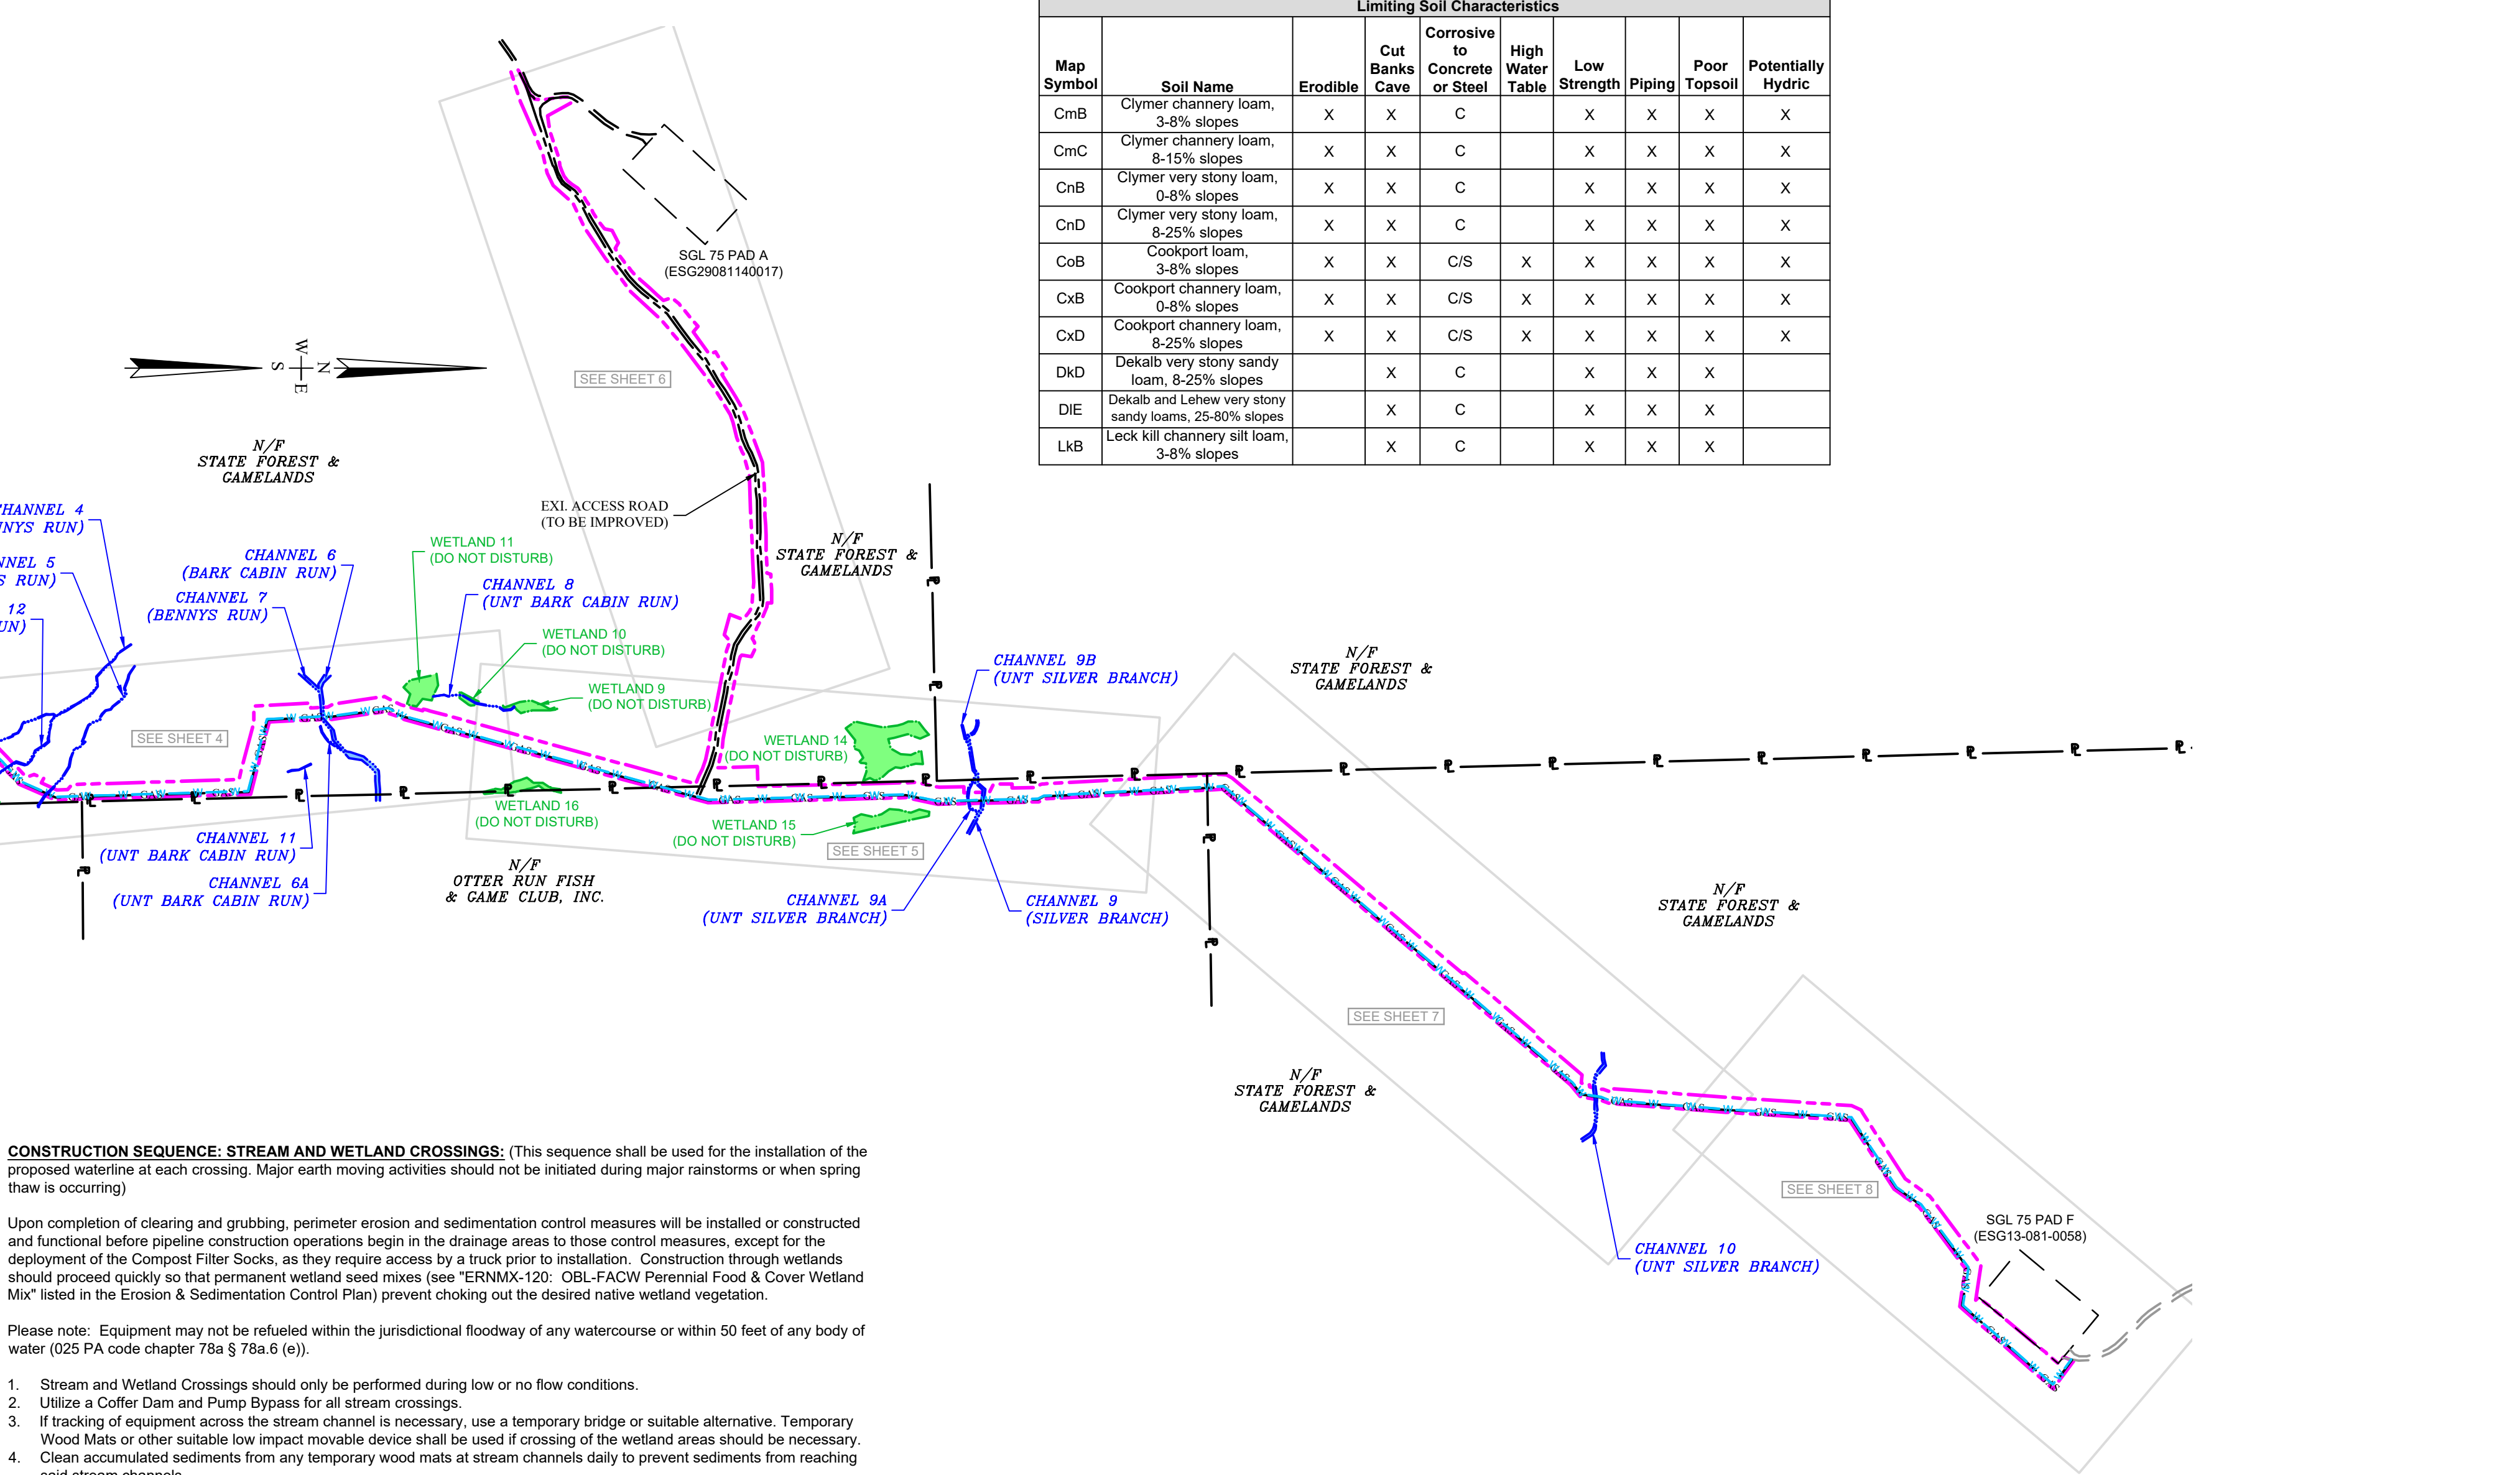 Limiting Soil Characteristics
Map Symbol | Soil Name | Erodible | Cut Banks Cave | Corrosive to Concrete or Steel | High Water Table | Low Strength | Piping | Poor Topsoil | Potentially Hydric
CmB | Clymer channery loam, 3-8% slopes | X | X | C | | X | X | X | X
CmC | Clymer channery loam, 8-15% slopes | X | X | C | | X | X | X | X
CnB | Clymer very stony loam, 0-8% slopes | X | X | C | | X | X | X | X
CnD | Clymer very stony loam, 8-25% slopes | X | X | C | | X | X | X | X
CoB | Cookport loam, 3-8% slopes | X | X | C/S | X | X | X | X | X
CxB | Cookport channery loam, 0-8% slopes | X | X | C/S | X | X | X | X | X
CxD | Cookport channery loam, 8-25% slopes | X | X | C/S | X | X | X | X | X
DkD | Dekalb very stony sandy loam, 8-25% slopes | | X | C | | X | X | X |
DlE | Dekalb and Lehew very stony sandy loams, 25-80% slopes | | X | C | | X | X | X |
LkB | Leck kill channery silt loam, 3-8% slopes | | X | C | | X | X | X |
SGL 75 PAD A
(ESG29081140017)
W
S
N
E
SEE SHEET 6
N/F
STATE FOREST &
GAMELANDS
EXI. ACCESS ROAD
(TO BE IMPROVED)
N/F
STATE FOREST &
GAMELANDS
CHANNEL 4
NNYS RUN)
NNEL 5
S RUN)
12
UN)
CHANNEL 6
(BARK CABIN RUN)
CHANNEL 7
(BENNYS RUN)
WETLAND 11
(DO NOT DISTURB)
CHANNEL 8
(UNT BARK CABIN RUN)
WETLAND 10
(DO NOT DISTURB)
WETLAND 9
(DO NOT DISTURB)
SEE SHEET 4
WETLAND 14
(DO NOT DISTURB)
CHANNEL 9B
(UNT SILVER BRANCH)
N/F
STATE FOREST &
GAMELANDS
WETLAND 16
(DO NOT DISTURB)
WETLAND 15
(DO NOT DISTURB)
SEE SHEET 5
CHANNEL 11
(UNT BARK CABIN RUN)
CHANNEL 6A
(UNT BARK CABIN RUN)
N/F
OTTER RUN FISH
& GAME CLUB, INC.
CHANNEL 9A
(UNT SILVER BRANCH)
CHANNEL 9
(SILVER BRANCH)
N/F
STATE FOREST &
GAMELANDS
SEE SHEET 7
N/F
STATE FOREST &
GAMELANDS
SEE SHEET 8
SGL 75 PAD F
(ESG13-081-0058)
CHANNEL 10
(UNT SILVER BRANCH)
GAS
W
CONSTRUCTION SEQUENCE: STREAM AND WETLAND CROSSINGS: (This sequence shall be used for the installation of the
proposed waterline at each crossing. Major earth moving activities should not be initiated during major rainstorms or when spring
thaw is occurring)
Upon completion of clearing and grubbing, perimeter erosion and sedimentation control measures will be installed or constructed
and functional before pipeline construction operations begin in the drainage areas to those control measures, except for the
deployment of the Compost Filter Socks, as they require access by a truck prior to installation. Construction through wetlands
should proceed quickly so that permanent wetland seed mixes (see "ERNMX-120: OBL-FACW Perennial Food & Cover Wetland
Mix" listed in the Erosion & Sedimentation Control Plan) prevent choking out the desired native wetland vegetation.
Please note: Equipment may not be refueled within the jurisdictional floodway of any watercourse or within 50 feet of any body of
water (025 PA code chapter 78a § 78a.6 (e)).
1. Stream and Wetland Crossings should only be performed during low or no flow conditions.
2. Utilize a Coffer Dam and Pump Bypass for all stream crossings.
3. If tracking of equipment across the stream channel is necessary, use a temporary bridge or suitable alternative. Temporary
Wood Mats or other suitable low impact movable device shall be used if crossing of the wetland areas should be necessary.
4. Clean accumulated sediments from any temporary wood mats at stream channels daily to prevent sediments from reaching
said stream channels.